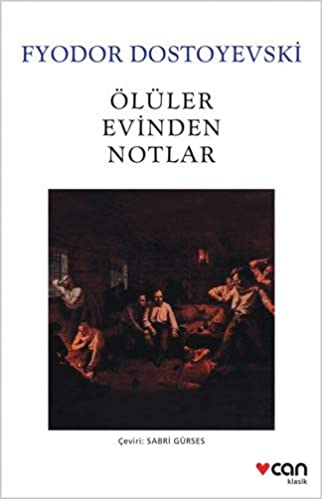 FYODOR DOSTOYEVSKİ
ÖLÜLER
EVİNDEN
NOTLAR
Çeviri: SABRİ GÜRSES
can
klasik